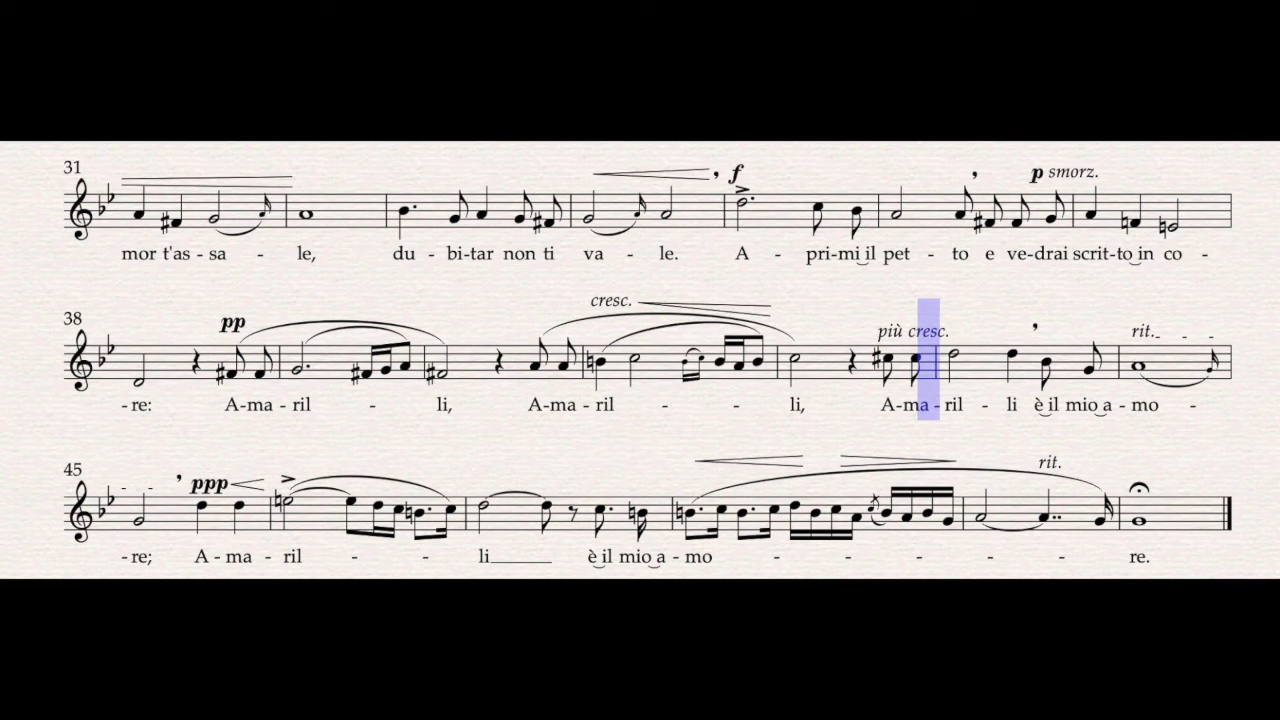 31
f p smorz.
mor t'as - sa - le, du - bi-tar non ti va - le. A - pri-mi il pet - to e ve-drai scrit-to in co -
38 pp cresc. più cresc. rit.
- re: A-ma - ril - li, A-ma - ril - - li, A-ma - ril - li è il mio a - mo -
45 ppp rit.
- re; A - ma - ril - - li è il mio a - mo - - - - - re.